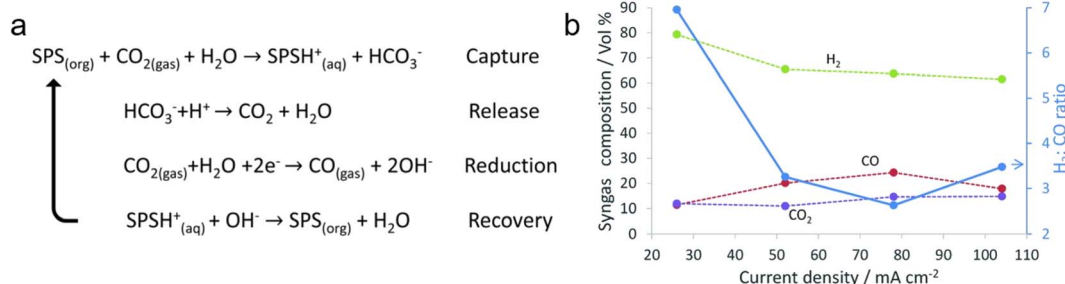 a
SPS(org) + CO2(gas) + H2O → SPSH+(aq) + HCO3- Capture
HCO3-+H+ → CO2 + H2O Release
CO2(gas)+H2O +2e- → CO(gas) + 2OH- Reduction
SPSH+(aq) + OH- → SPS(org) + H2O Recovery
b
Syngas composition / Vol %
90
80
70
60
50
40
30
20
10
0
H2
CO
CO2
7
6
5
4
3
2
H2: CO ratio
20 30 40 50 60 70 80 90 100 110
Current density / mA cm-2